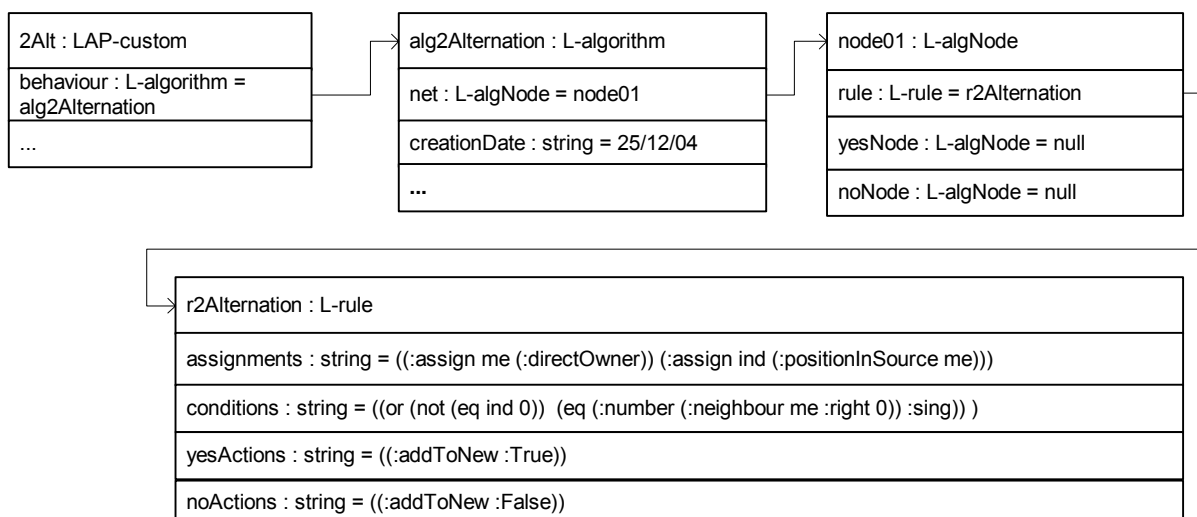 2Alt : LAP-custom
behaviour : L-algorithm =
alg2Alternation
...
alg2Alternation : L-algorithm
net : L-algNode = node01
creationDate : string = 25/12/04
...
node01 : L-algNode
rule : L-rule = r2Alternation
yesNode : L-algNode = null
noNode : L-algNode = null
r2Alternation : L-rule
assignments : string = ((:assign me (:directOwner)) (:assign ind (:positionInSource me)))
conditions : string = ((or (not (eq ind 0))  (eq (:number (:neighbour me :right 0)) :sing)) )
yesActions : string = ((:addToNew :True))
noActions : string = ((:addToNew :False))